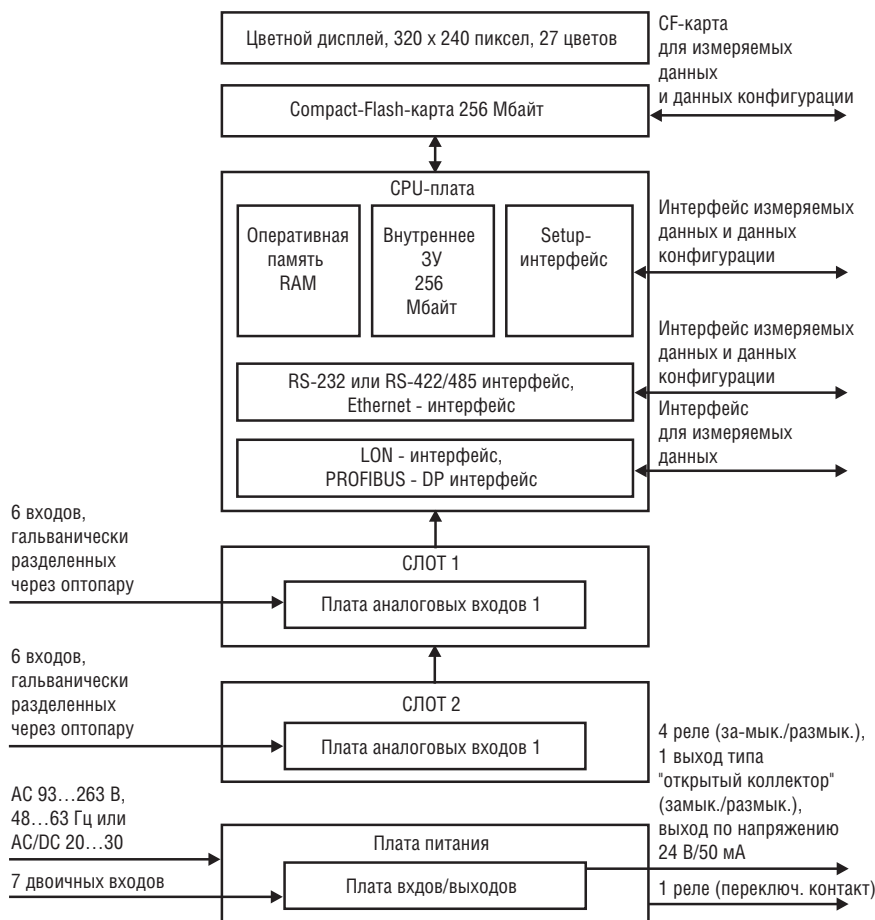 Цветной дисплей, 320 x 240 пиксел, 27 цветов
CF-карта
для измеряемых
данных
и данных конфигурации
Compact-Flash-карта 256 Мбайт
CPU-плата
Оперативная
память
RAM
Внутреннее
ЗУ
256
Мбайт
Setup-
интерфейс
Интерфейс измеряемых
данных и данных
конфигурации
RS-232 или RS-422/485 интерфейс,
Ethernet - интерфейс
Интерфейс измеряемых
данных и данных
конфигурации
LON - интерфейс,
PROFIBUS - DP интерфейс
Интерфейс
для измеряемых
данных
6 входов,
гальванически
разделенных
через оптопару
СЛОТ 1
Плата аналоговых входов 1
6 входов,
гальванически
разделенных
через оптопару
СЛОТ 2
Плата аналоговых входов 1
4 реле (за-мык./размык.),
1 выход типа
"открытый коллектор"
(замык./размык.),
выход по напряжению
24 В/50 мА
AC 93...263 В,
48...63 Гц или
AC/DC 20...30
Плата питания
7 двоичных входов
Плата вхдов/выходов
1 реле (переключ. контакт)